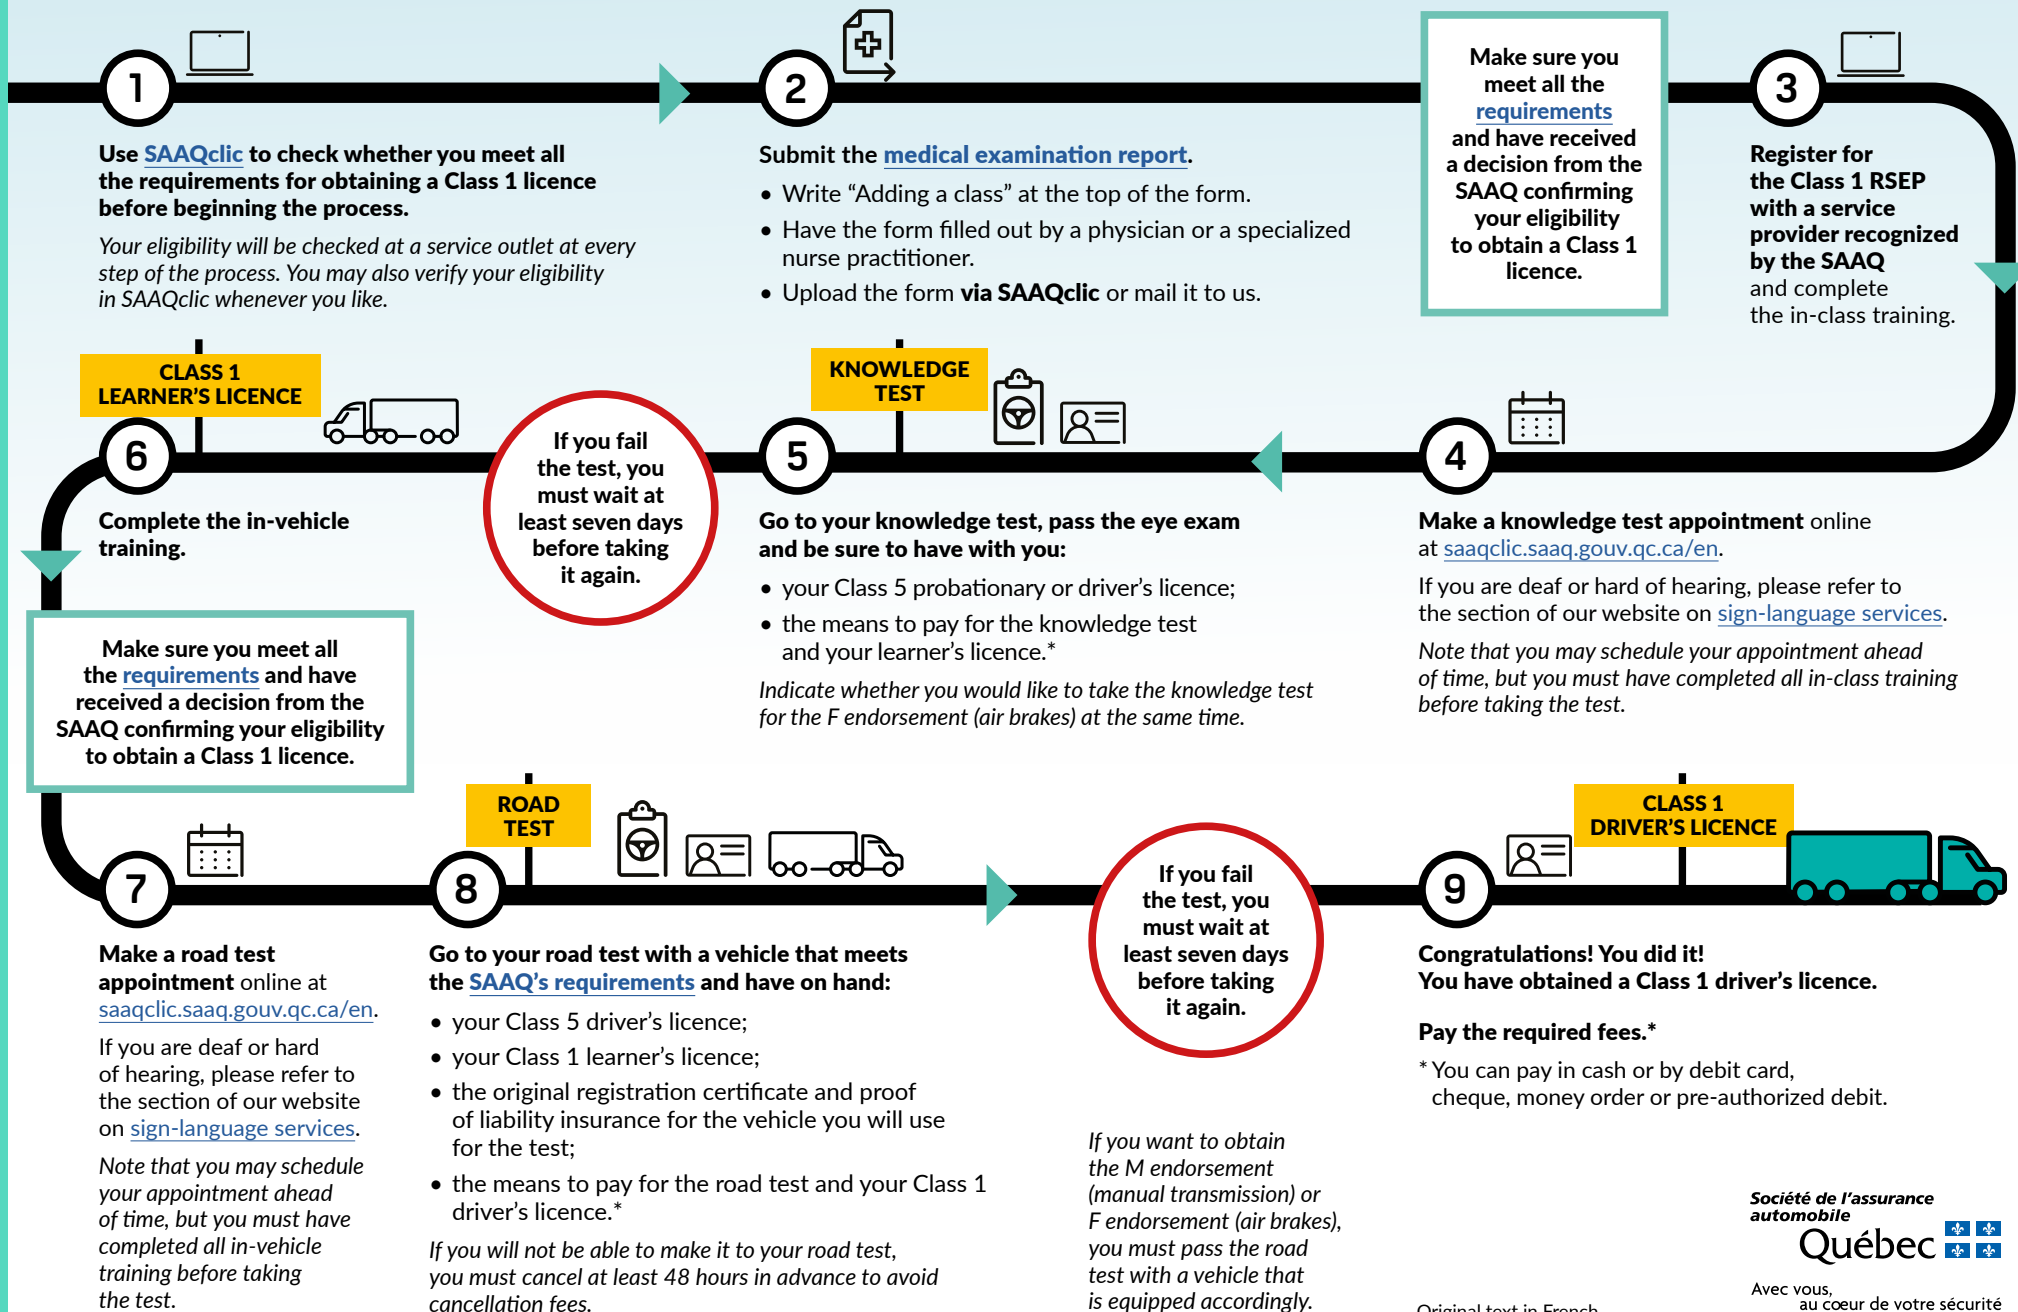 1
Use SAAQclic to check whether you meet all
the requirements for obtaining a Class 1 licence
before beginning the process.
Your eligibility will be checked at a service outlet at every
step of the process. You may also verify your eligibility
in SAAQclic whenever you like.
2
Submit the medical examination report.
• Write “Adding a class” at the top of the form.
• Have the form filled out by a physician or a specialized
nurse practitioner.
• Upload the form via SAAQclic or mail it to us.
Make sure you
meet all the
requirements
and have received
a decision from the
SAAQ confirming
your eligibility
to obtain a Class 1
licence.
3
Register for
the Class 1 RSEP
with a service
provider recognized
by the SAAQ
and complete
the in-class training.
4
Make a knowledge test appointment online
at saaqclic.saaq.gouv.qc.ca/en.
If you are deaf or hard of hearing, please refer to
the section of our website on sign-language services.
Note that you may schedule your appointment ahead
of time, but you must have completed all in-class training
before taking the test.
KNOWLEDGE
TEST
5
Go to your knowledge test, pass the eye exam
and be sure to have with you:
• your Class 5 probationary or driver’s licence;
• the means to pay for the knowledge test
and your learner’s licence.*
Indicate whether you would like to take the knowledge test
for the F endorsement (air brakes) at the same time.
If you fail
the test, you
must wait at
least seven days
before taking
it again.
CLASS 1
LEARNER’S LICENCE
6
Complete the in-vehicle
training.
Make sure you meet all
the requirements and have
received a decision from the
SAAQ confirming your eligibility
to obtain a Class 1 licence.
7
Make a road test
appointment online at
saaqclic.saaq.gouv.qc.ca/en.
If you are deaf or hard
of hearing, please refer to
the section of our website
on sign-language services.
Note that you may schedule
your appointment ahead
of time, but you must have
completed all in-vehicle
training before taking
the test.
ROAD
TEST
8
Go to your road test with a vehicle that meets
the SAAQ’s requirements and have on hand:
• your Class 5 driver’s licence;
• your Class 1 learner’s licence;
• the original registration certificate and proof
of liability insurance for the vehicle you will use
for the test;
• the means to pay for the road test and your Class 1
driver’s licence.*
If you will not be able to make it to your road test,
you must cancel at least 48 hours in advance to avoid
cancellation fees.
If you fail
the test, you
must wait at
least seven days
before taking
it again.
If you want to obtain
the M endorsement
(manual transmission) or
F endorsement (air brakes),
you must pass the road
test with a vehicle that
is equipped accordingly.
CLASS 1
DRIVER’S LICENCE
9
Congratulations! You did it!
You have obtained a Class 1 driver’s licence.
Pay the required fees.*
* You can pay in cash or by debit card,
cheque, money order or pre-authorized debit.
Original text in French
Société de l’assurance
automobile
Québec
Avec vous,
au cœur de votre sécurité